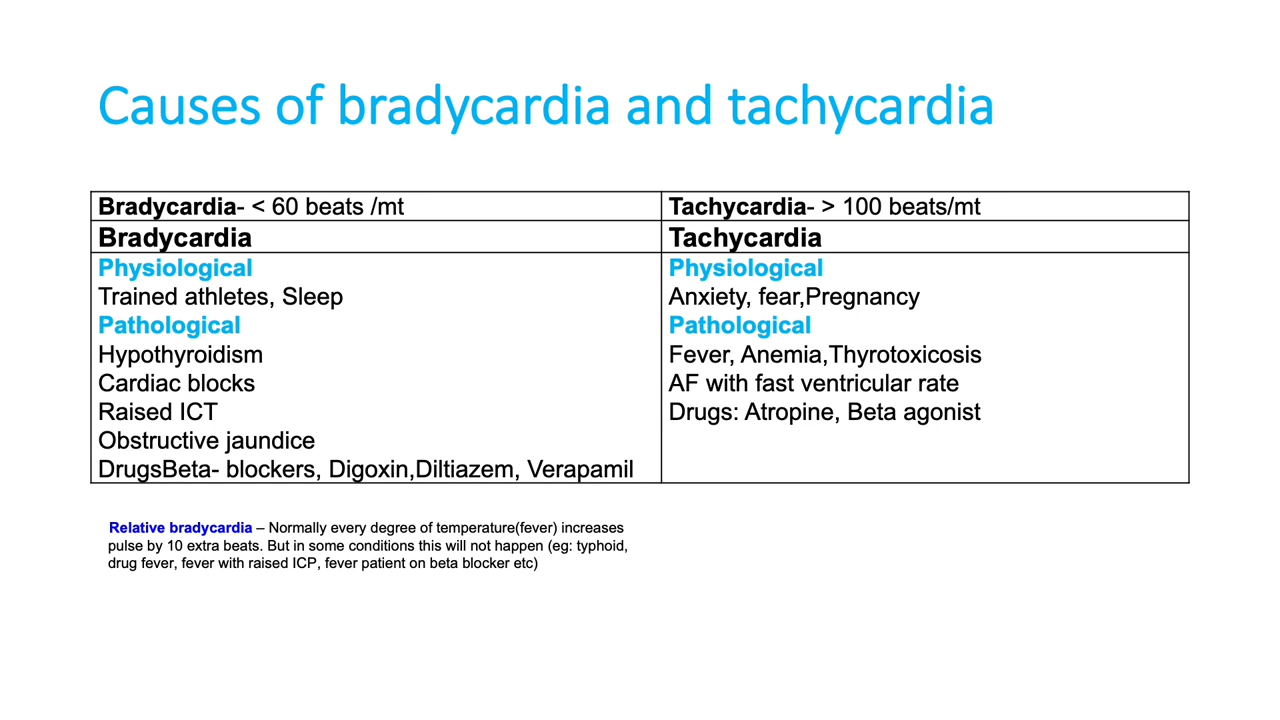 Causes of bradycardia and tachycardia
Bradycardia- < 60 beats /mt
Tachycardia- > 100 beats/mt
Bradycardia
Tachycardia
Physiological
Trained athletes, Sleep
Pathological
Hypothyroidism
Cardiac blocks
Raised ICT
Obstructive jaundice
DrugsBeta- blockers, Digoxin,Diltiazem, Verapamil
Physiological
Anxiety, fear,Pregnancy
Pathological
Fever, Anemia,Thyrotoxicosis
AF with fast ventricular rate
Drugs: Atropine, Beta agonist
Relative bradycardia – Normally every degree of temperature(fever) increases
pulse by 10 extra beats. But in some conditions this will not happen (eg: typhoid,
drug fever, fever with raised ICP, fever patient on beta blocker etc)